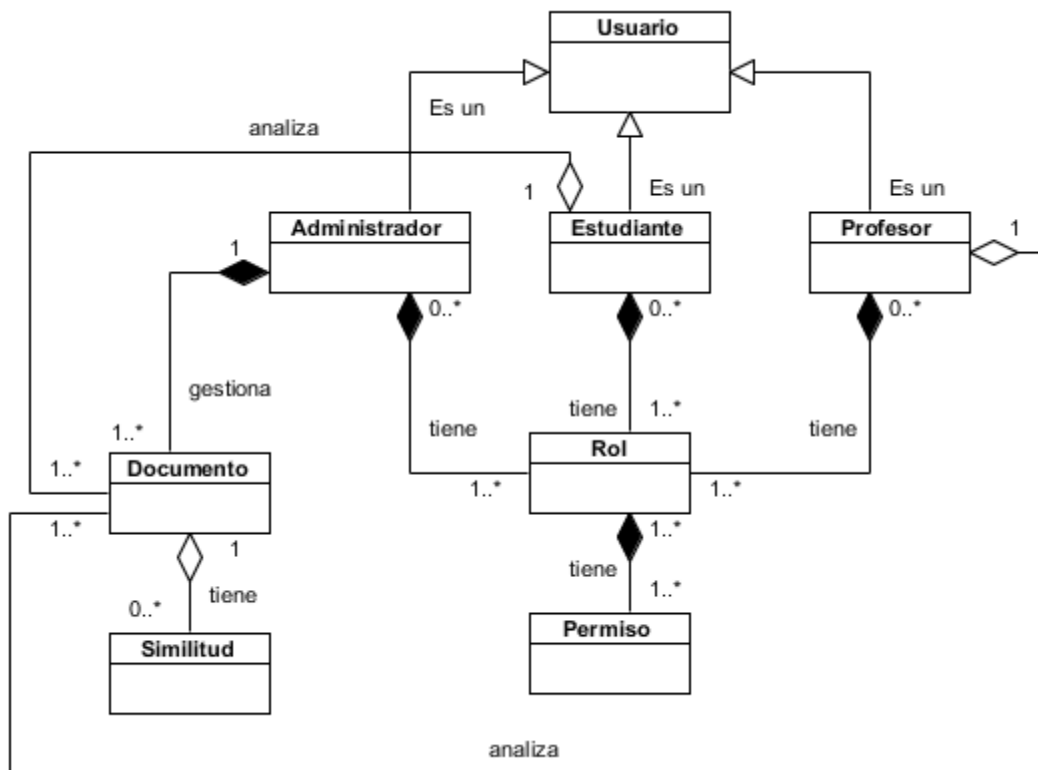 Usuario
Es un
analiza
1
Es un
Es un
Administrador
Estudiante
Profesor
1
1
0..*
0..*
0..*
gestiona
tiene
tiene
1..*
tiene
1..*
Documento
Rol
1..*
1..*
1..*
1..*
1
1..*
tiene
tiene
0..*
1..*
Similitud
Permiso
analiza